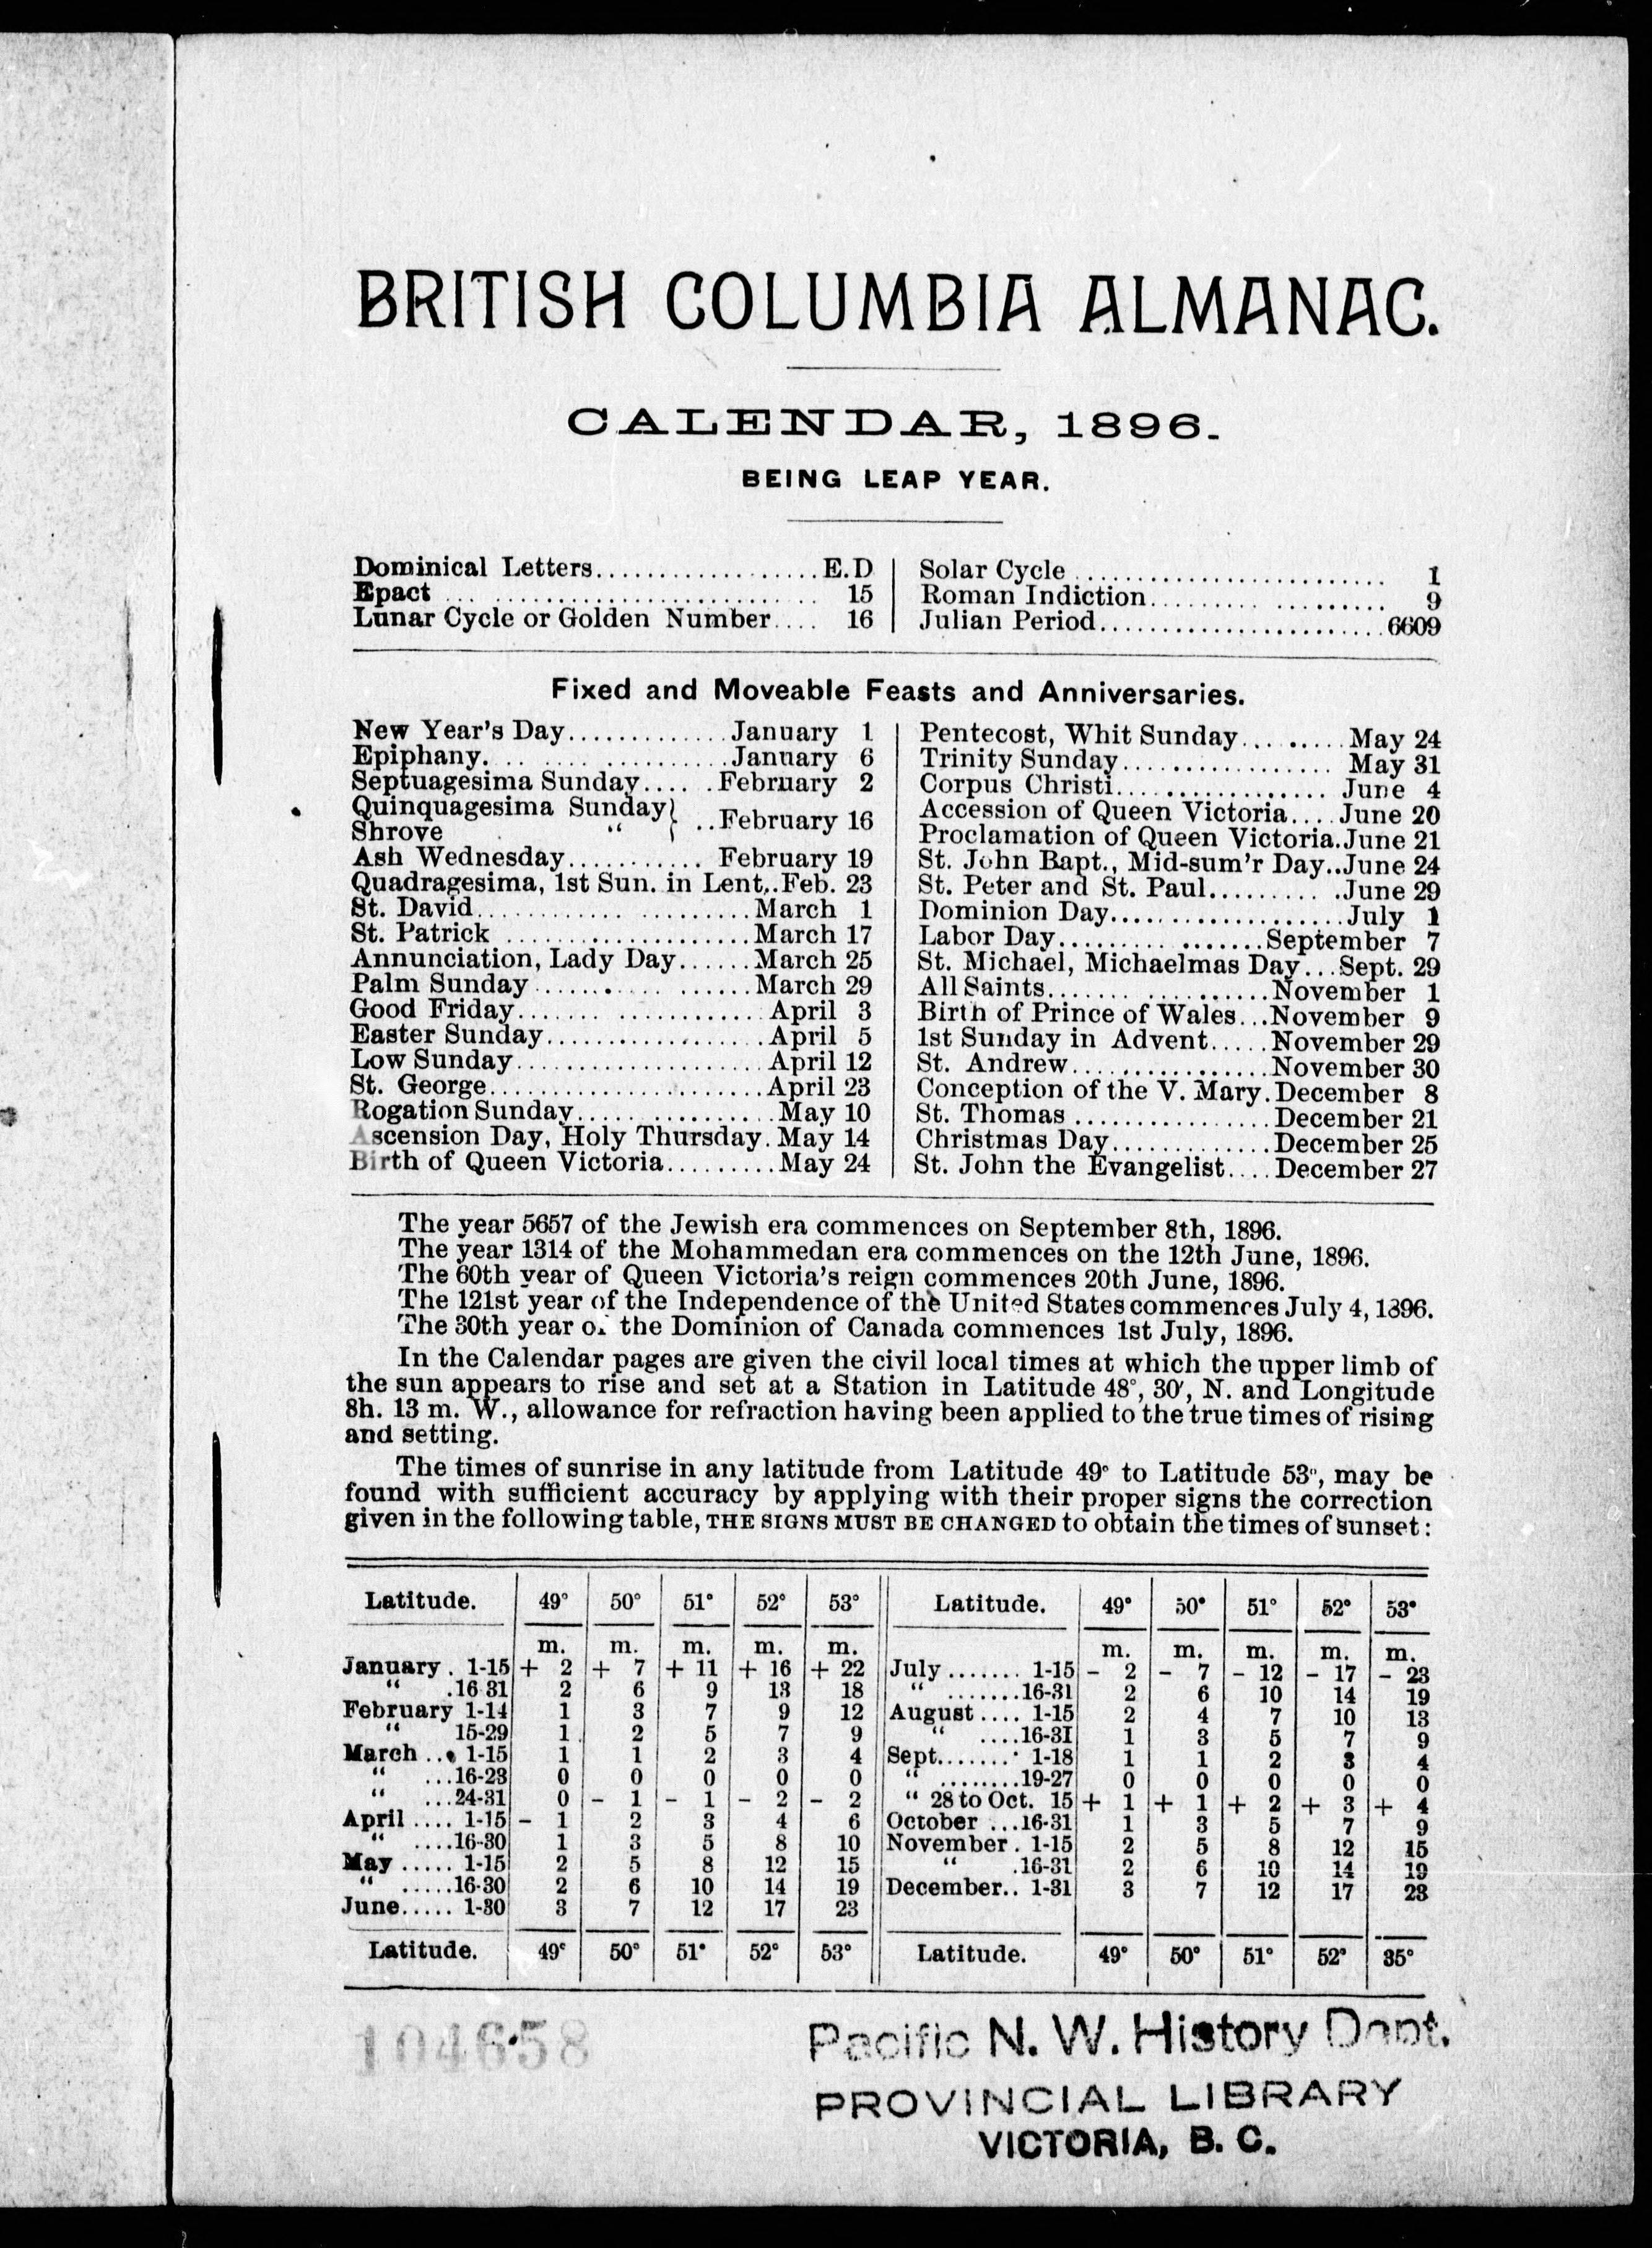 BRITISH COLUMBIA ALMANAC.
CALENDAR, 1896.
BEING LEAP YEAR.
Dominical Letters.................. E.D
Epact ................................ 15
Lunar Cycle or Golden Number.... 16
Solar Cycle ......................... 1
Roman Indiction................... 9
Julian Period.......................6609
Fixed and Moveable Feasts and Anniversaries.
New Year's Day.............January 1
Epiphany...................January 6
Septuagesima Sunday......February 2
Quinquagesima Sunday}
Shrove " { ..February 16
Ash Wednesday........... February 19
Quadragesima, 1st Sun. in Lent..Feb. 23
St. David......................March 1
St. Patrick ....................March 17
Annunciation, Lady Day......March 25
Palm Sunday .................March 29
Good Friday....................April 3
Easter Sunday..................April 5
Low Sunday....................April 12
St. George......................April 23
Rogation Sunday................May 10
Ascension Day, Holy Thursday. May 14
Birth of Queen Victoria.........May 24
Pentecost, Whit Sunday.........May 24
Trinity Sunday................. May 31
Corpus Christi................. June 4
Accession of Queen Victoria....June 20
Proclamation of Queen Victoria.June 21
St. John Bapt., Mid-sum'r Day..June 24
St. Peter and St. Paul...........June 29
Dominion Day...................July 1
Labor Day................September 7
St. Michael, Michaelmas Day...Sept. 29
All Saints..................November 1
Birth of Prince of Wales...November 9
1st Sunday in Advent.....November 29
St. Andrew................November 30
Conception of the V. Mary.December 8
St. Thomas ................December 21
Christmas Day.............December 25
St. John the Evangelist....December 27
The year 5657 of the Jewish era commences on September 8th, 1896.
The year 1314 of the Mohammedan era commences on the 12th June, 1896.
The 60th year of Queen Victoria's reign commences 20th June, 1896.
The 121st year of the Independence of the United States commences July 4, 1896.
The 30th year of the Dominion of Canada commences 1st July, 1896.
In the Calendar pages are given the civil local times at which the upper limb of
the sun appears to rise and set at a Station in Latitude 48°, 30′, N. and Longitude
8h. 13 m. W., allowance for refraction having been applied to the true times of rising
and setting.
The times of sunrise in any latitude from Latitude 49° to Latitude 53°, may be
found with sufficient accuracy by applying with their proper signs the correction
given in the following table, THE SIGNS MUST BE CHANGED to obtain the times of sunset:
Latitude. 49° 50° 51° 52° 53° Latitude. 49° 50° 51° 52° 53°
m. m. m. m. m. m. m. m. m. m.
January . 1-15 + 2 + 7 + 11 + 16 + 22 July ....... 1-15 - 2 - 7 - 12 - 17 - 23
" .16 31 2 6 9 13 18 " .......16-31 2 6 10 14 19
February 1-14 1 3 7 9 12 August .... 1-15 2 4 7 10 13
" 15-29 1 2 5 7 9 " ....16-31 1 3 5 7 9
March ... 1-15 1 1 2 3 4 Sept....... 1-18 1 1 2 3 4
" ...16-23 0 0 0 0 0 " ........19-27 0 0 0 0 0
" ...24-31 0 - 1 - 1 - 2 - 2 " 28 to Oct. 15 + 1 + 1 + 2 + 3 + 4
April .... 1-15 - 1 2 3 4 6 October ...16-31 1 3 5 7 9
" ....16-30 1 3 5 8 10 November . 1-15 2 5 8 12 15
May ..... 1-15 2 5 8 12 15 " .16-31 2 6 10 14 19
" .....16-30 2 6 10 14 19 December.. 1-31 3 7 12 17 23
June..... 1-30 3 7 12 17 23
Latitude. 49° 50° 51° 52° 53° Latitude. 49° 50° 51° 52° 35°
104658
Pacific N. W. History Dept.
PROVINCIAL LIBRARY
VICTORIA, B. C.